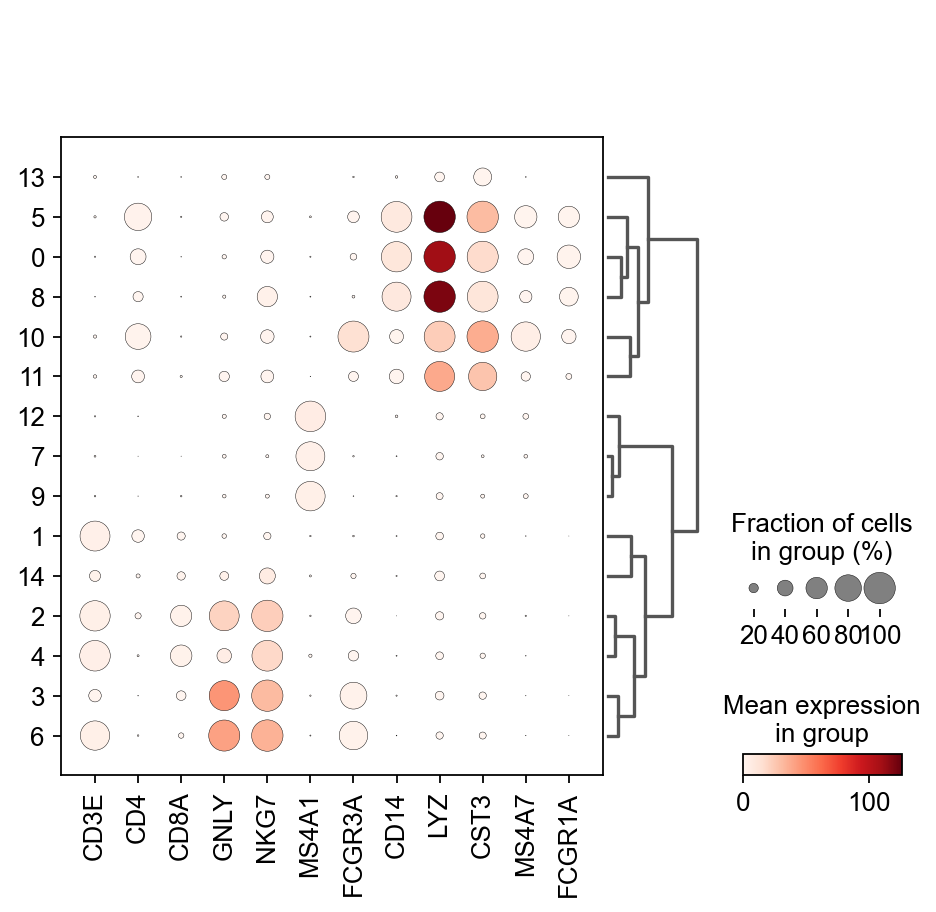 13
5
0
8
10
11
12
7
9
1
14
2
4
3
6
CD3E
CD4
CD8A
GNLY
NKG7
MS4A1
FCGR3A
CD14
LYZ
CST3
MS4A7
FCGR1A
Fraction of cells
in group (%)
20 40 60 80 100
Mean expression
in group
0 100